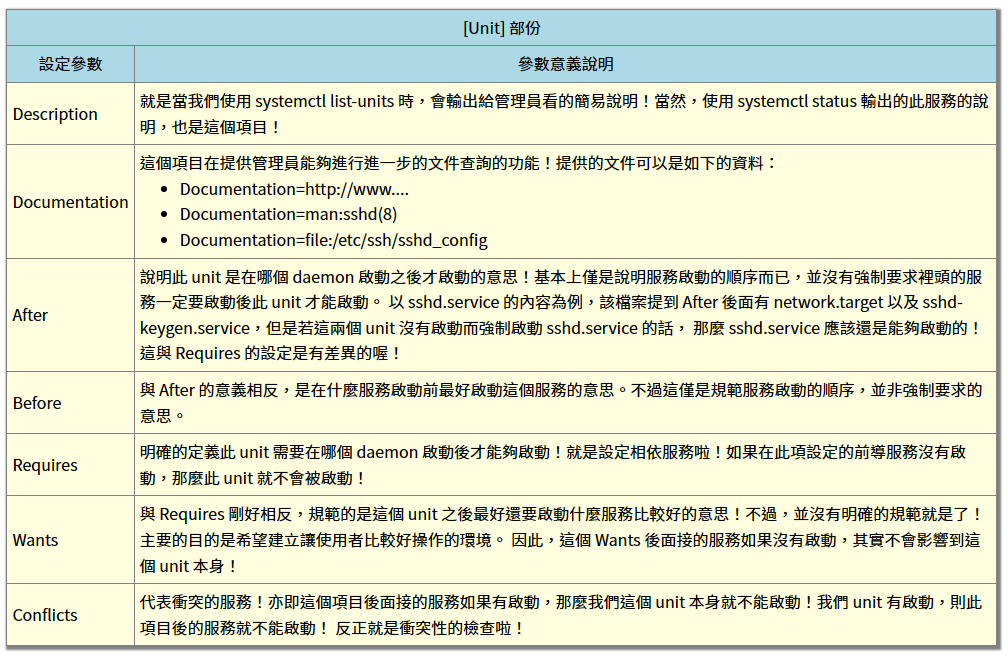 [Unit] 部份
設定參數 參數意義說明
Description
就是當我們使用 systemctl list-units 時，會輸出給管理員看的簡易說明！當然，使用 systemctl status 輸出的此服務的說
明，也是這個項目！
Documentation
這個項目在提供管理員能夠進行進一步的文件查詢的功能！提供的文件可以是如下的資料：
• Documentation=http://www....
• Documentation=man:sshd(8)
• Documentation=file:/etc/ssh/sshd_config
After
說明此 unit 是在哪個 daemon 啟動之後才啟動的意思！基本上僅是說明服務啟動的順序而已，並沒有強制要求裡頭的服
務一定要啟動後此 unit 才能啟動。 以 sshd.service 的內容為例，該檔案提到 After 後面有 network.target 以及 sshd-
keygen.service，但是若這兩個 unit 沒有啟動而強制啟動 sshd.service 的話， 那麼 sshd.service 應該還是能夠啟動的！
這與 Requires 的設定是有差異的喔！
Before
與 After 的意義相反，是在什麼服務啟動前最好啟動這個服務的意思。不過這僅是規範服務啟動的順序，並非強制要求的
意思。
Requires
明確的定義此 unit 需要在哪個 daemon 啟動後才能夠啟動！就是設定相依服務啦！如果在此項設定的前導服務沒有啟
動，那麼此 unit 就不會被啟動！
Wants
與 Requires 剛好相反，規範的是這個 unit 之後最好還要啟動什麼服務比較好的意思！不過，並沒有明確的規範就是了！
主要的目的是希望建立讓使用者比較好操作的環境。 因此，這個 Wants 後面接的服務如果沒有啟動，其實不會影響到這
個 unit 本身！
Conflicts
代表衝突的服務！亦即這個項目後面接的服務如果有啟動，那麼我們這個 unit 本身就不能啟動！我們 unit 有啟動，則此
項目後的服務就不能啟動！ 反正就是衝突性的檢查啦！